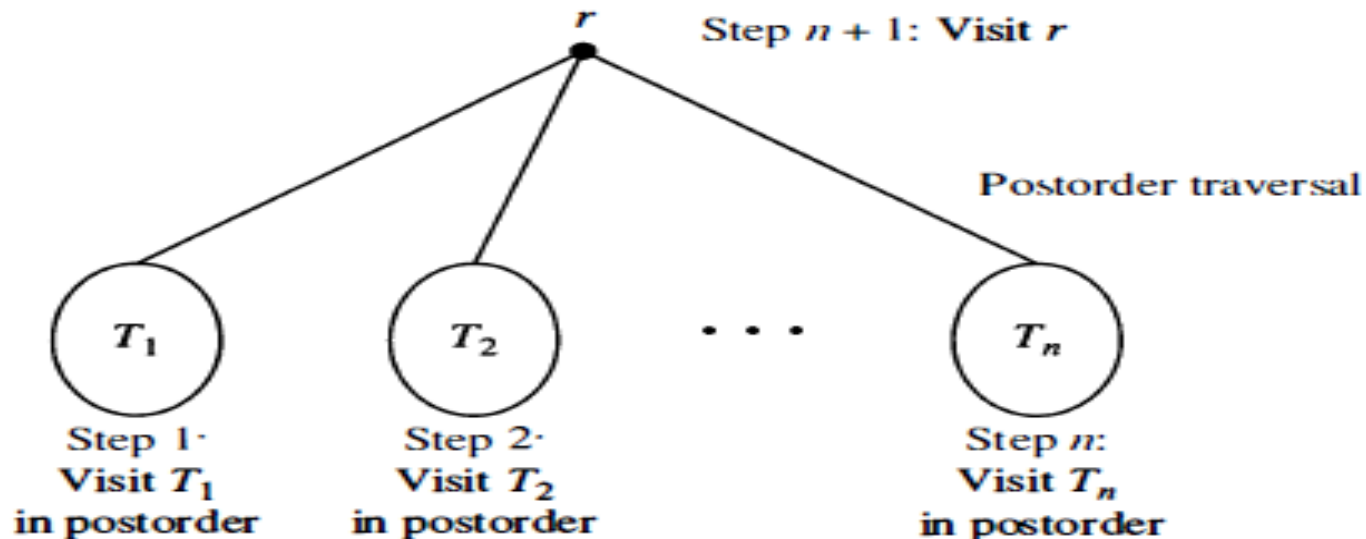 r
Step n + 1: Visit r
Postorder traversal
T1
T2
. . .
Tn
Step 1·
Visit T1
in postorder
Step 2·
Visit T2
in postorder
Step n:
Visit Tn
in postorder